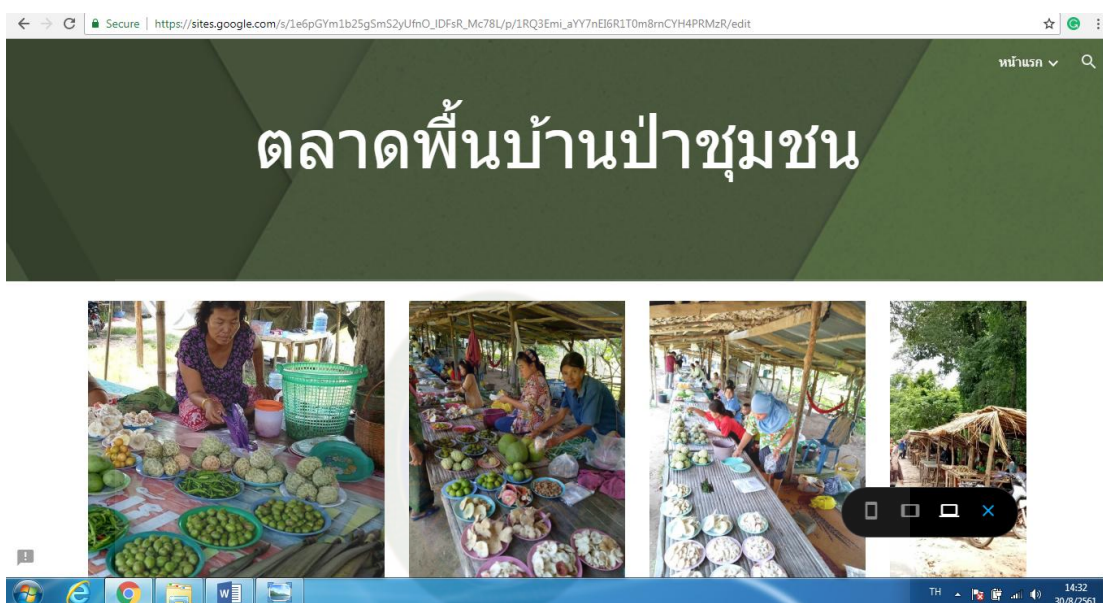 Secure | https://sites.google.com/s/1e6pGYm1b25gSmS2yUfnO_IDFsR_Mc78L/p/1RQ3Emi_aYY7nEI6R1T0m8rnCYH4PRMzR/edit
หน้าแรก
ตลาดพื้นบ้านป่าชุมชน
TH
14:32
30/8/2561